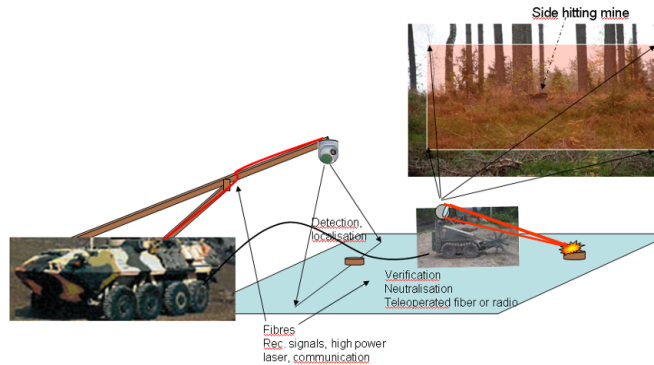 Side hitting mine
Detection,
localisation
Verification
Neutralisation
Teleoperated fiber or radio
Fibres
Rec. signals, high power
laser, communication